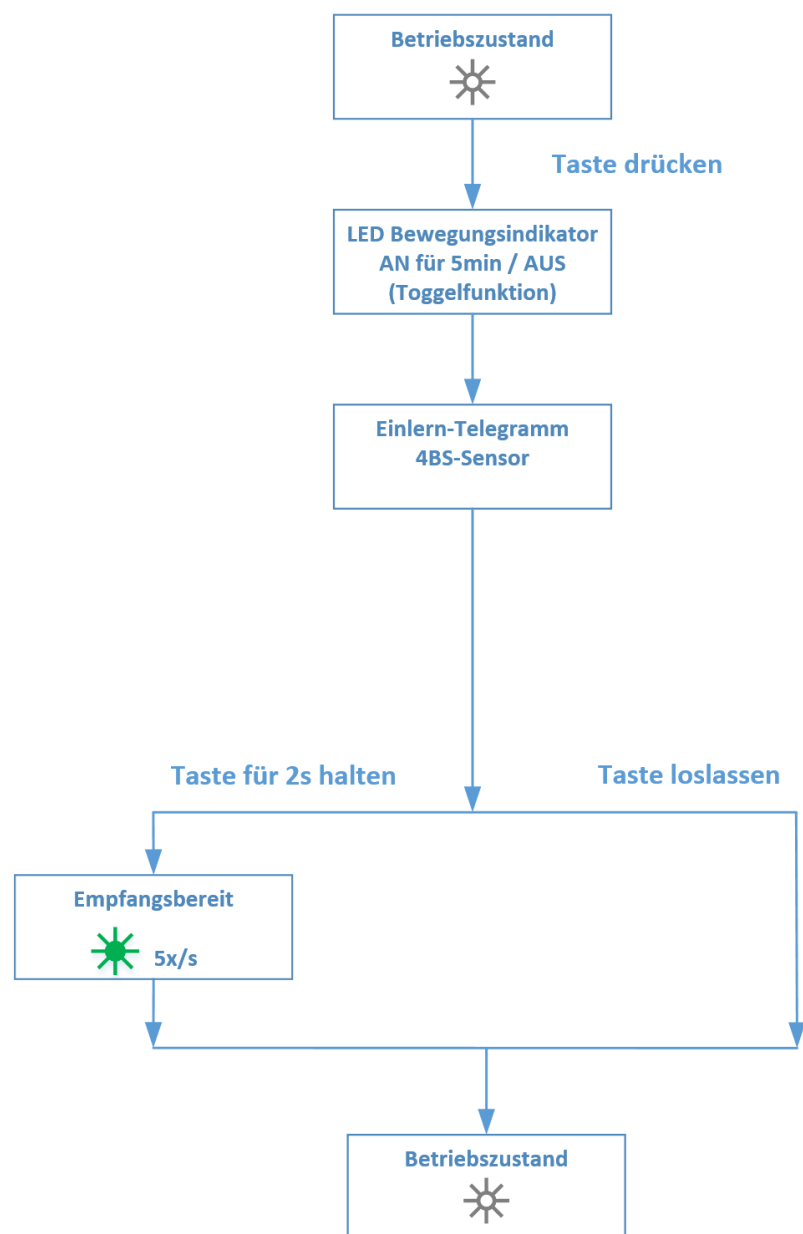 Betriebszustand
Taste drücken
LED Bewegungsindikator
AN für 5min / AUS
(Toggelfunktion)
Einlern-Telegramm
4BS-Sensor
Taste für 2s halten
Taste loslassen
Empfangsbereit
5x/s
Betriebszustand